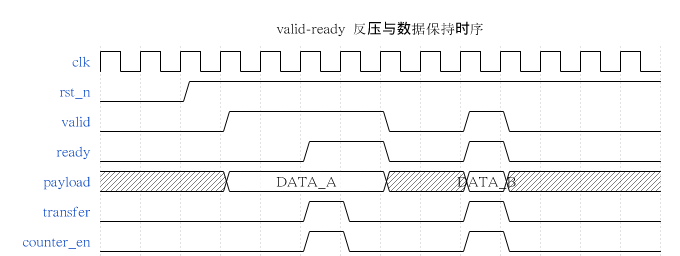 valid-ready 反压与数据保持时序
clk
rst_n
valid
ready
payload DATA_A DATA_B
transfer
counter_en